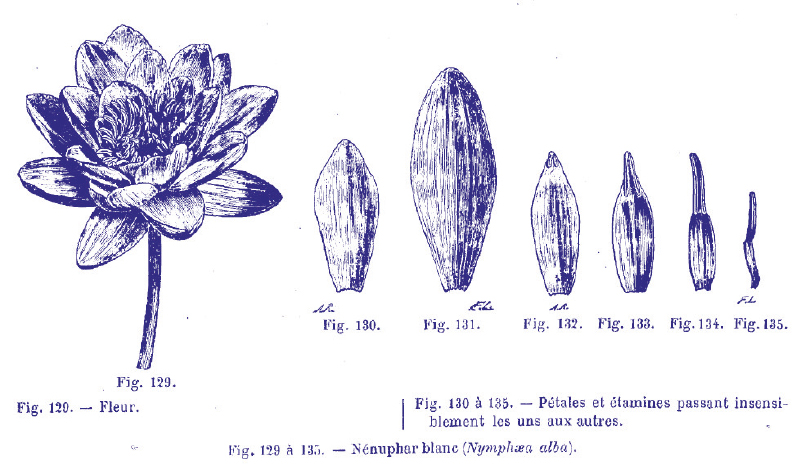 Fig. 130.
Fig. 131.
Fig. 132.
Fig. 133.
Fig. 134.
Fig. 135.
Fig. 129.
Fig. 129. — Fleur.
Fig. 130 à 135. — Pétales et étamines passant insensi-
blement les uns aux autres.
Fig. 129 à 135. — Nénuphar blanc (Nymphæa alba).